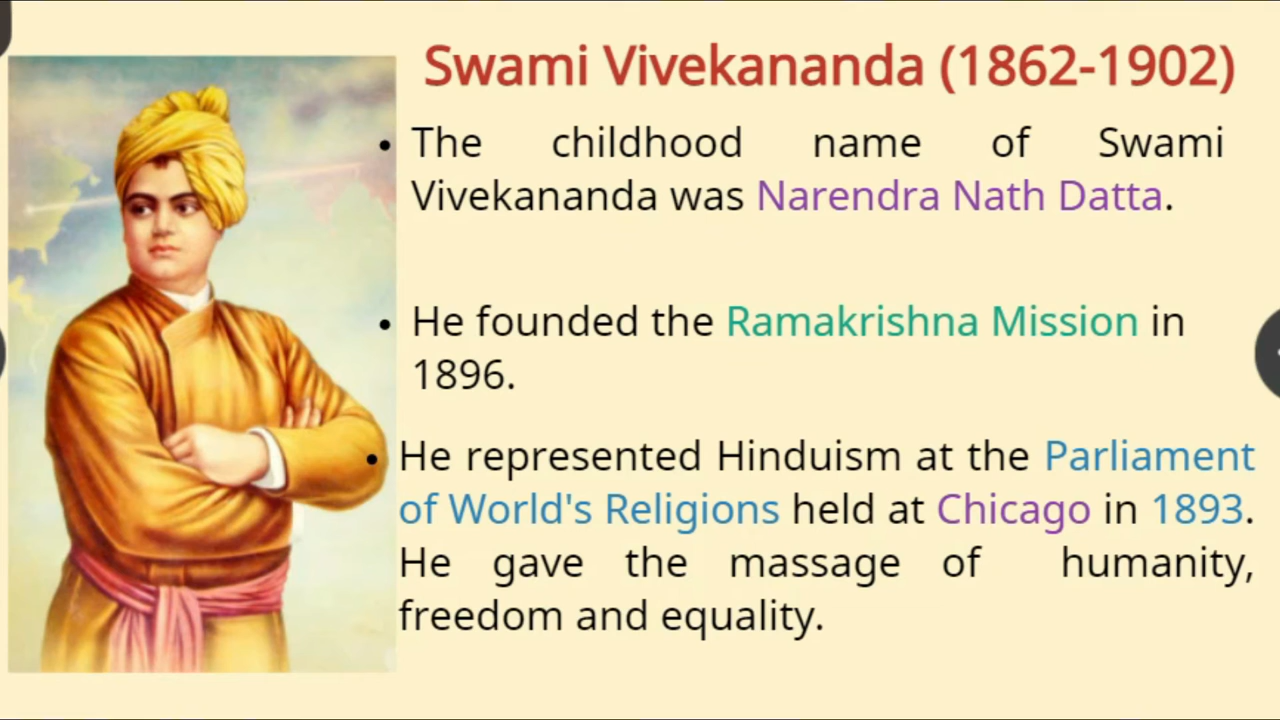 Swami Vivekananda (1862-1902)
• The childhood name of Swami
Vivekananda was Narendra Nath Datta.
• He founded the Ramakrishna Mission in
1896.
• He represented Hinduism at the Parliament
of World's Religions held at Chicago in 1893.
He gave the massage of humanity,
freedom and equality.